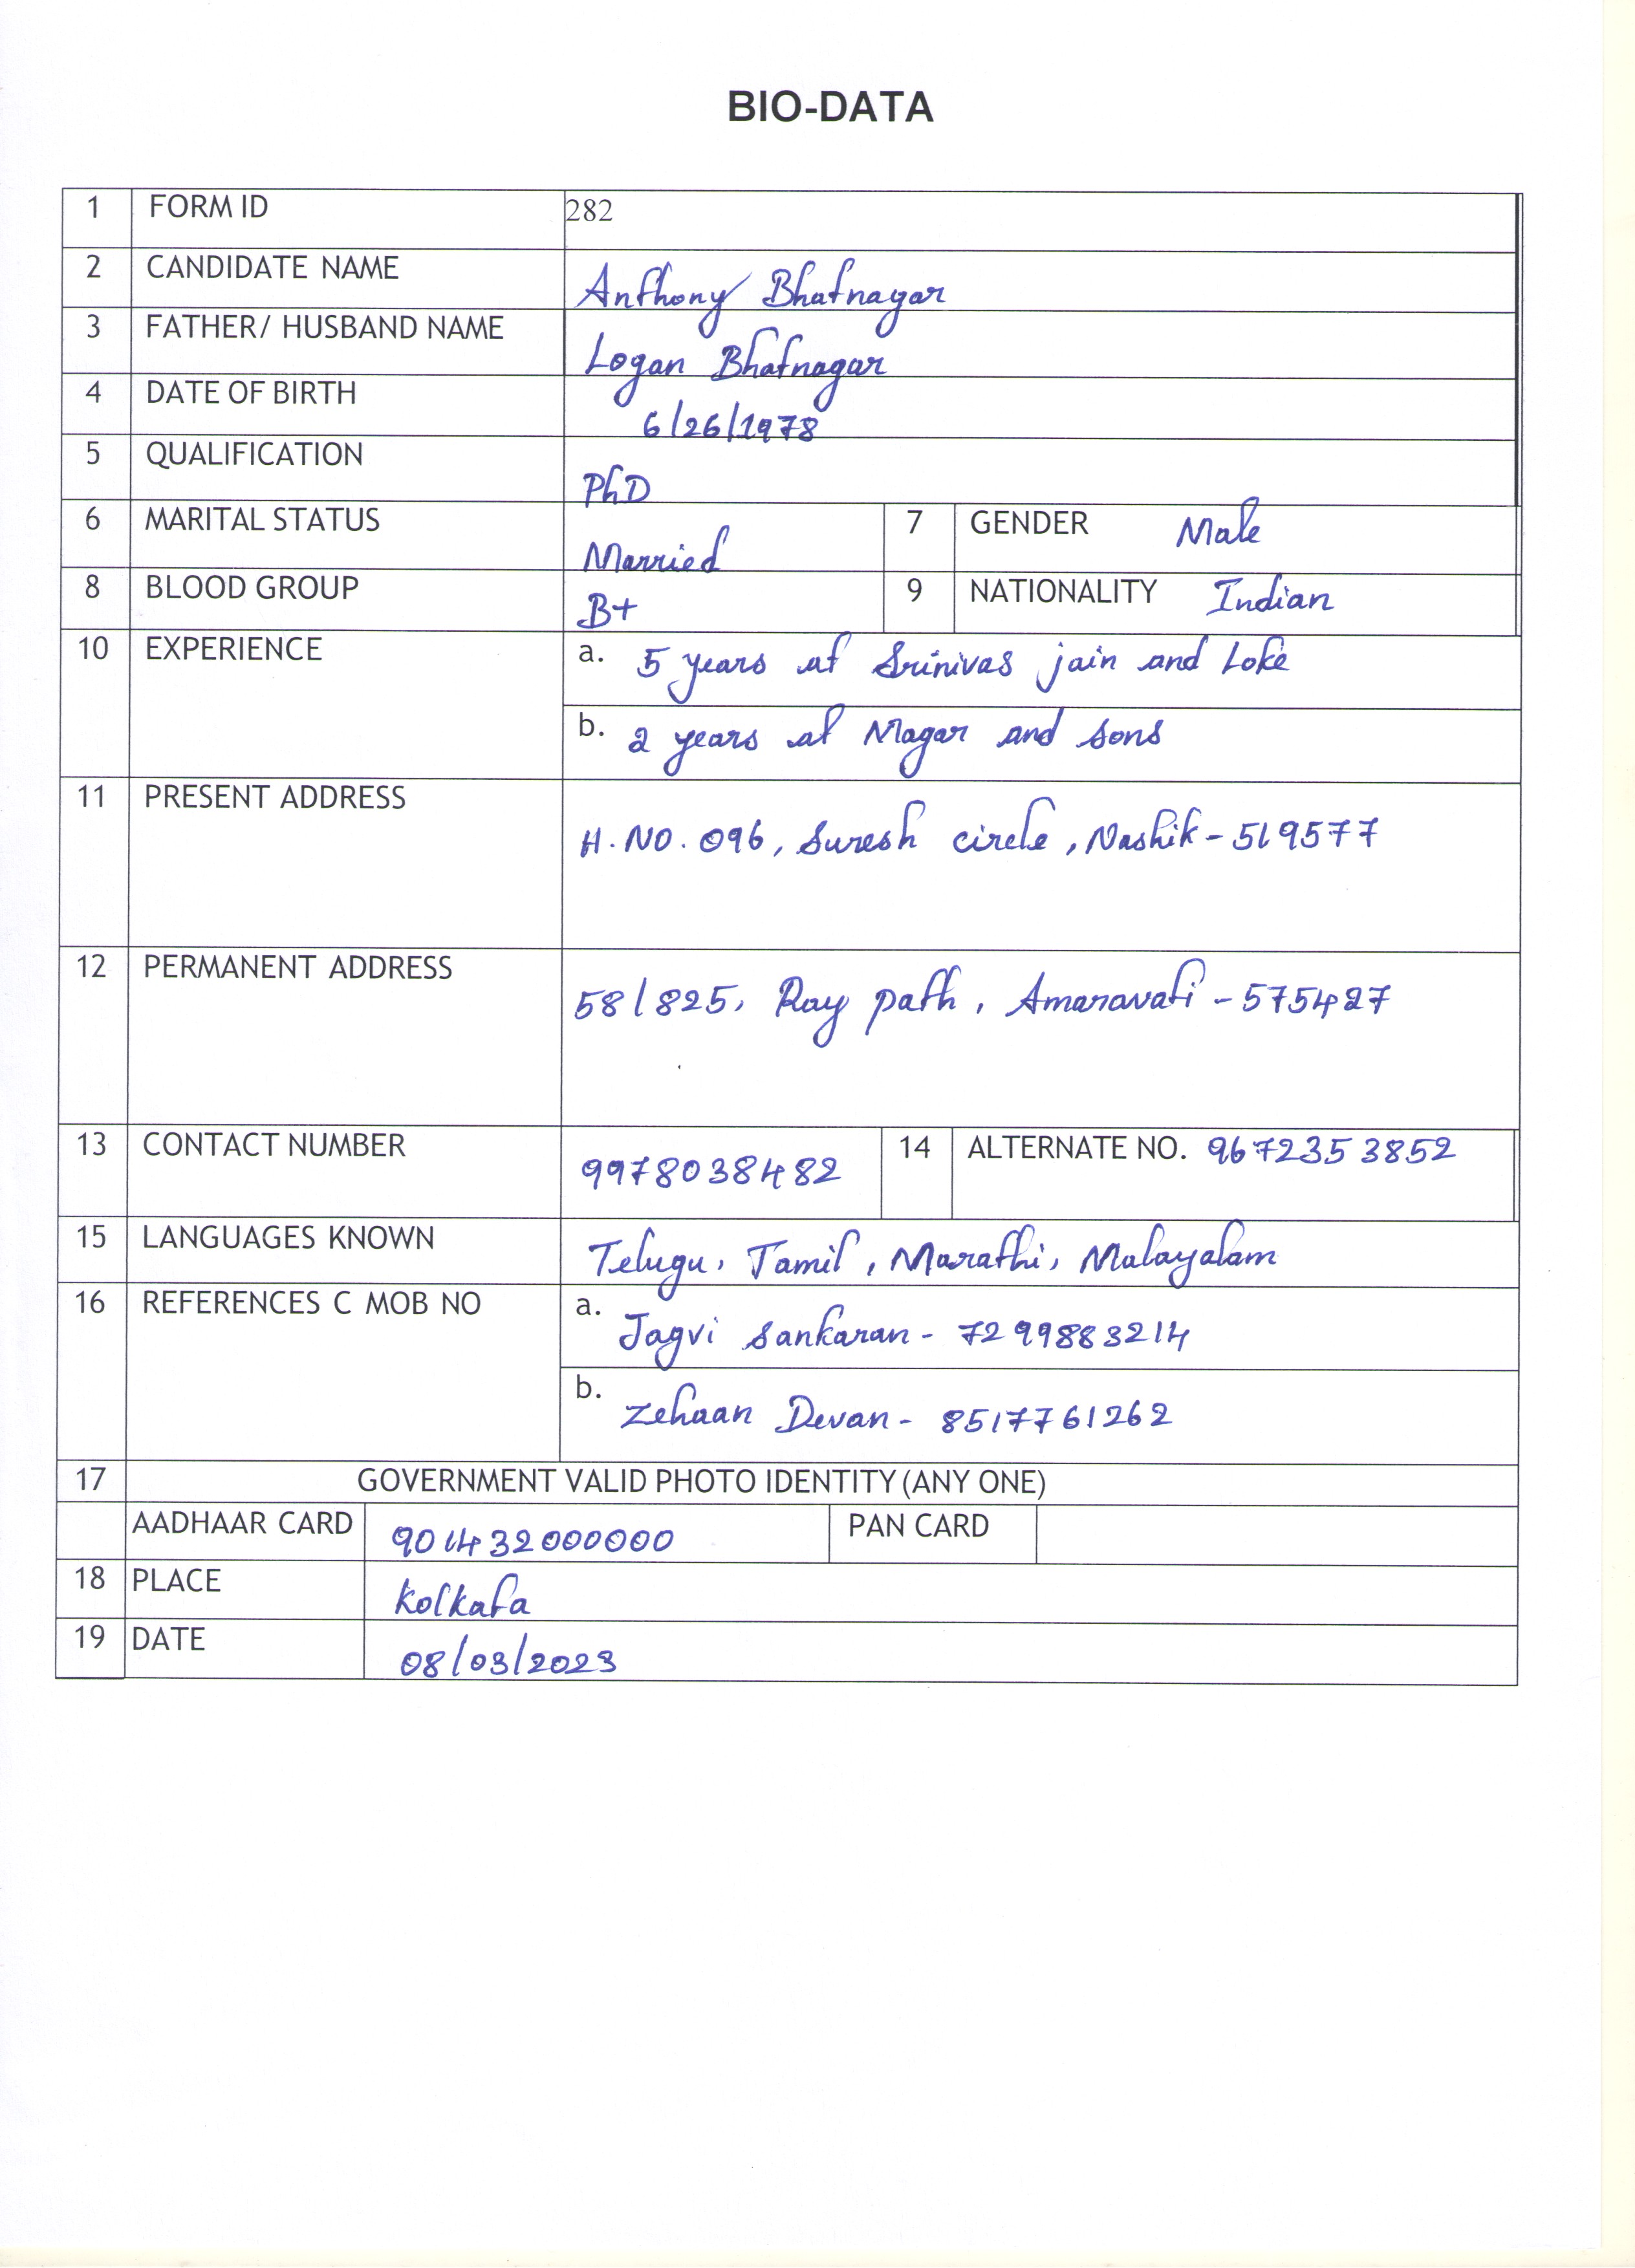 BIO-DATA
1 FORM ID 282
2 CANDIDATE NAME Anthony Bhatnagar
3 FATHER/ HUSBAND NAME Logan Bhatnagar
4 DATE OF BIRTH 6/26/1978
5 QUALIFICATION PhD
6 MARITAL STATUS Married 7 GENDER Male
8 BLOOD GROUP B+ 9 NATIONALITY Indian
10 EXPERIENCE a. 5 years at Srinivas jain and Loke
b. 2 years at Magar and sons
11 PRESENT ADDRESS H.NO. 096, Suresh circle, Nashik - 519577
12 PERMANENT ADDRESS 58/825, Ray path, Amaravati - 575427
13 CONTACT NUMBER 9978038482 14 ALTERNATE NO. 9672353852
15 LANGUAGES KNOWN Telugu, Tamil, Marathi, Malayalam
16 REFERENCES C MOB NO a. Jagvi Sankaran - 7299883214
b. Zehaan Devan - 8517761262
17 GOVERNMENT VALID PHOTO IDENTITY (ANY ONE)
AADHAAR CARD 901432000000 PAN CARD
18 PLACE Kolkata
19 DATE 08/03/2023